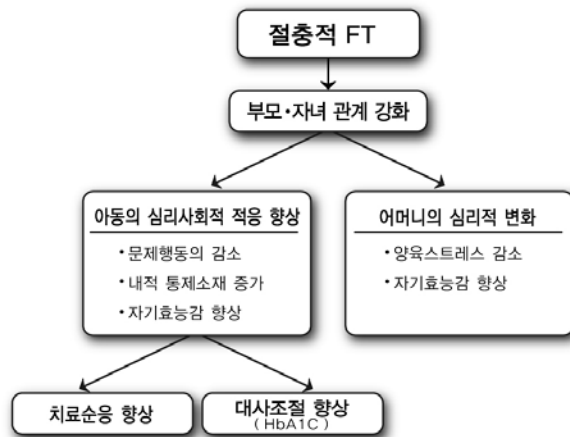 절충적 FT
부모·자녀 관계 강화
아동의 심리사회적 적응 향상
•문제행동의 감소
•내적 통제소재 증가
•자기효능감 향상
어머니의 심리적 변화
•양육스트레스 감소
•자기효능감 향상
치료순응 향상
대사조절 향상
(HbA1C)